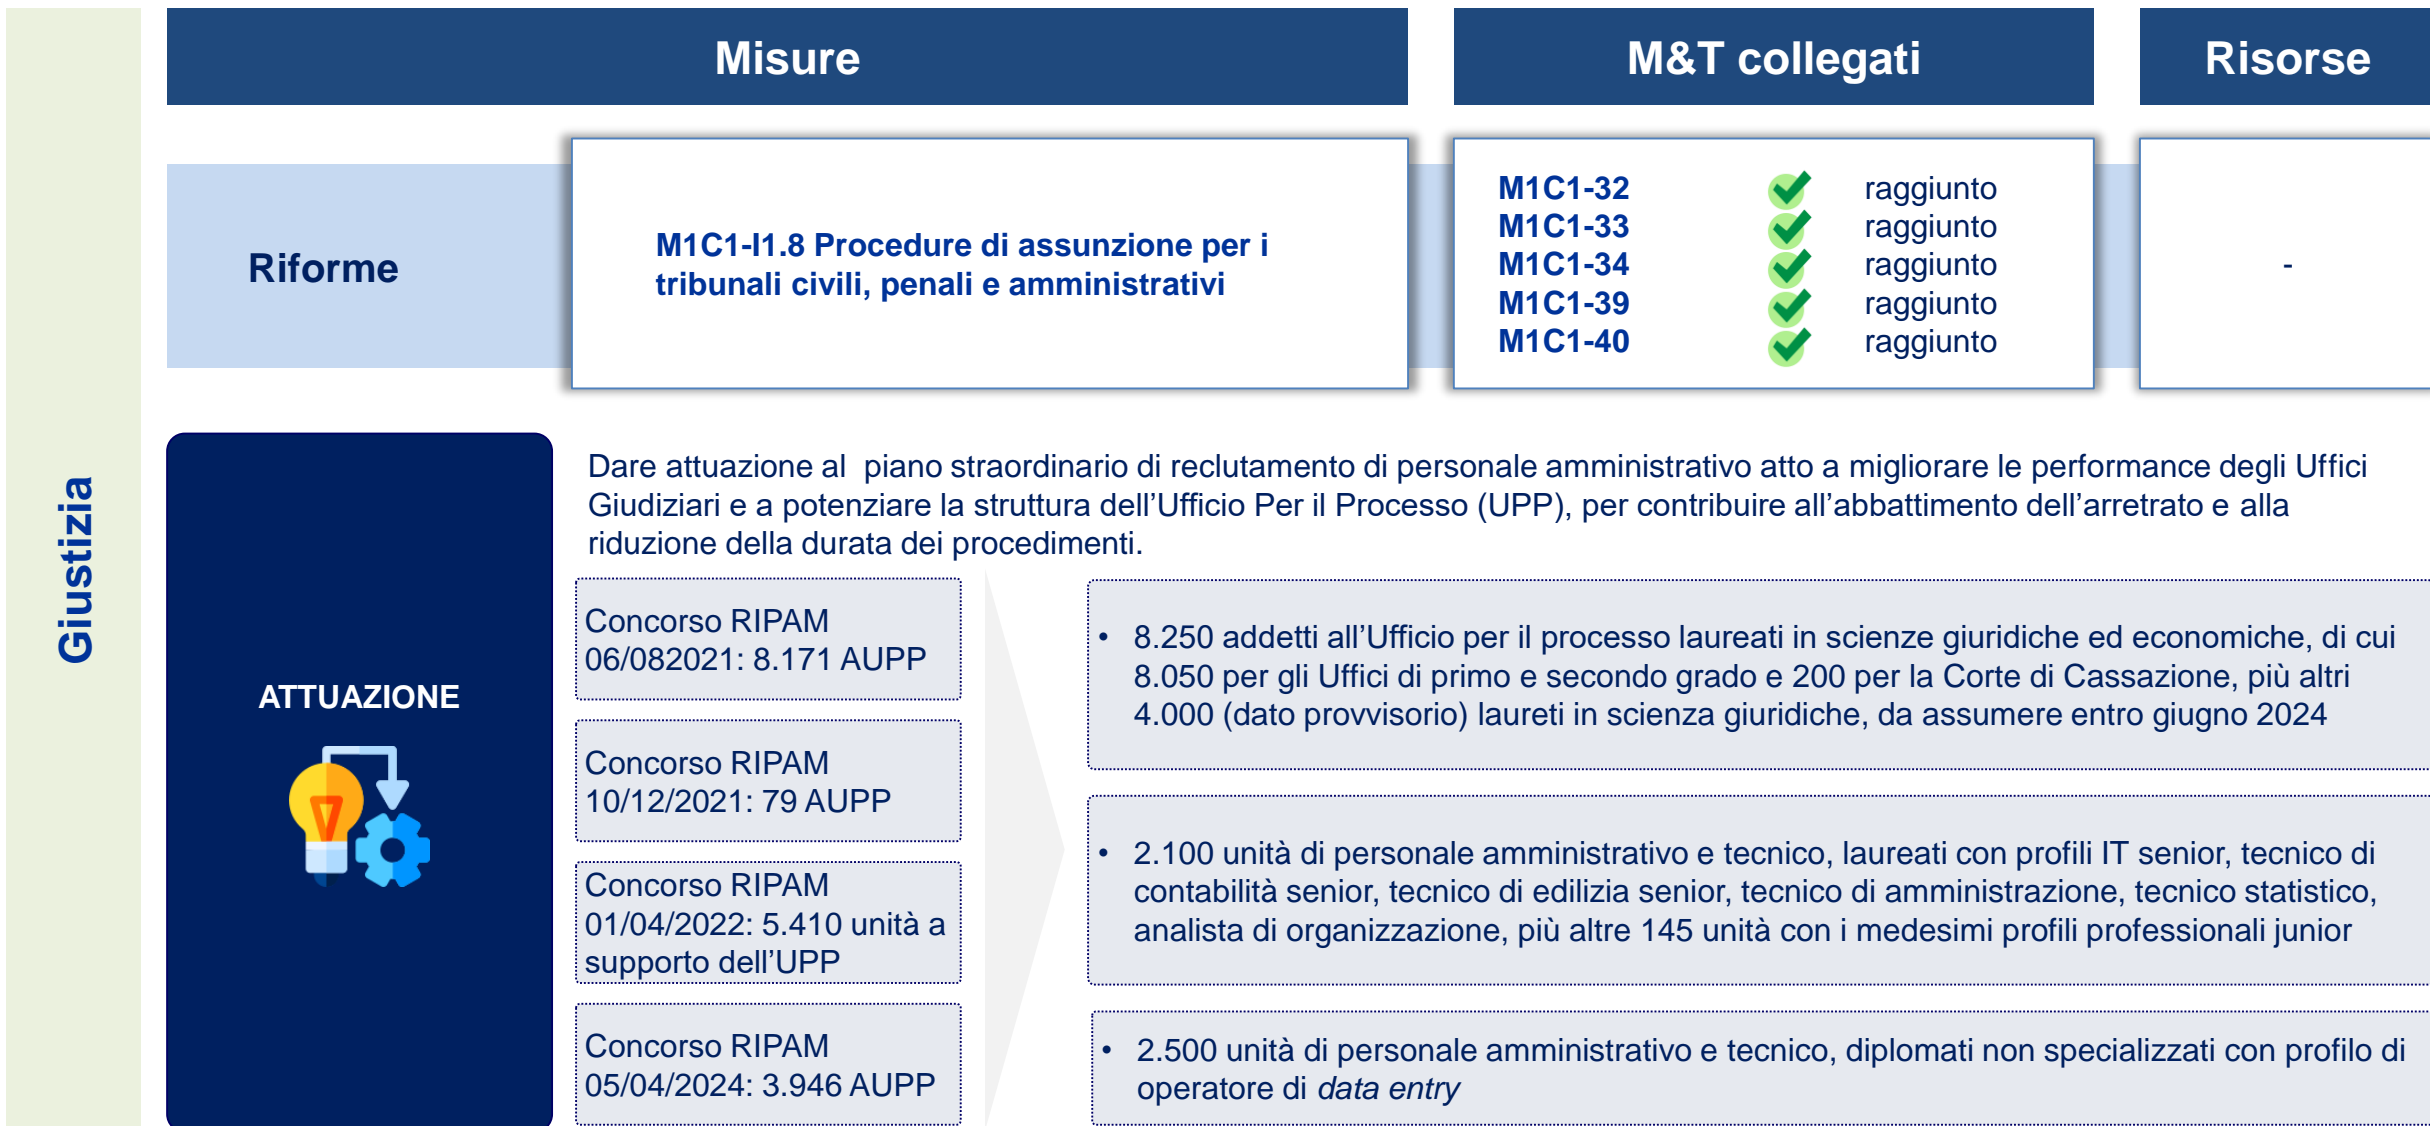 Giustizia
Misure
M&T collegati
Risorse
Riforme
M1C1-I1.8 Procedure di assunzione per i
tribunali civili, penali e amministrativi
M1C1-32 raggiunto
M1C1-33 raggiunto
M1C1-34 raggiunto
M1C1-39 raggiunto
M1C1-40 raggiunto
-
ATTUAZIONE
Dare attuazione al  piano straordinario di reclutamento di personale amministrativo atto a migliorare le performance degli Uffici
Giudiziari e a potenziare la struttura dell’Ufficio Per il Processo (UPP), per contribuire all’abbattimento dell’arretrato e alla
riduzione della durata dei procedimenti.
Concorso RIPAM
06/082021: 8.171 AUPP
Concorso RIPAM
10/12/2021: 79 AUPP
Concorso RIPAM
01/04/2022: 5.410 unità a
supporto dell’UPP
Concorso RIPAM
05/04/2024: 3.946 AUPP
• 8.250 addetti all’Ufficio per il processo laureati in scienze giuridiche ed economiche, di cui
8.050 per gli Uffici di primo e secondo grado e 200 per la Corte di Cassazione, più altri
4.000 (dato provvisorio) laureti in scienza giuridiche, da assumere entro giugno 2024
• 2.100 unità di personale amministrativo e tecnico, laureati con profili IT senior, tecnico di
contabilità senior, tecnico di edilizia senior, tecnico di amministrazione, tecnico statistico,
analista di organizzazione, più altre 145 unità con i medesimi profili professionali junior
• 2.500 unità di personale amministrativo e tecnico, diplomati non specializzati con profilo di
operatore di data entry